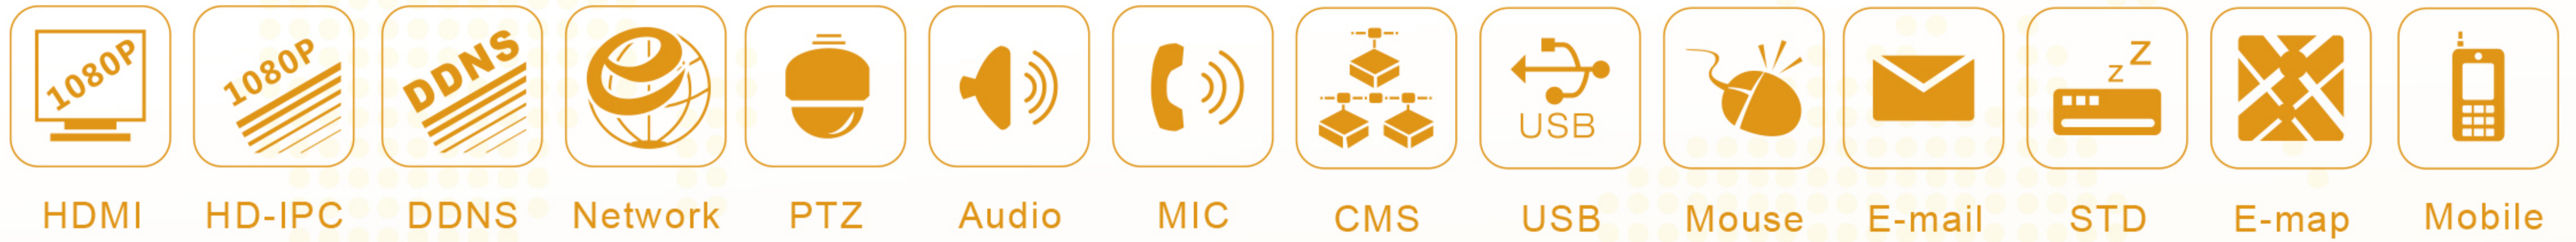 1080P
1080P
DDNS
USB
z Z
HDMI HD-IPC DDNS Network PTZ Audio MIC CMS USB Mouse E-mail STD E-map Mobile